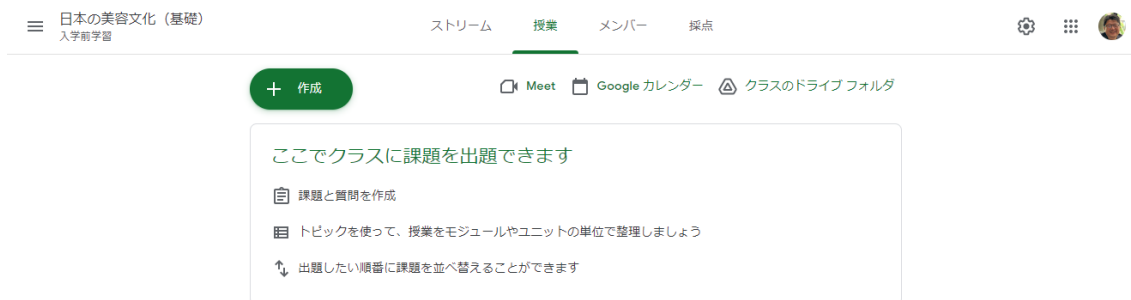 日本の美容文化（基礎）
入学前学習
ストリーム 授業 メンバー 採点
作成
Meet Google カレンダー クラスのドライブ フォルダ
ここでクラスに課題を出題できます
課題と質問を作成
トピックを使って、授業をモジュールやユニットの単位で整理しましょう
出題したい順番に課題を並べ替えることができます